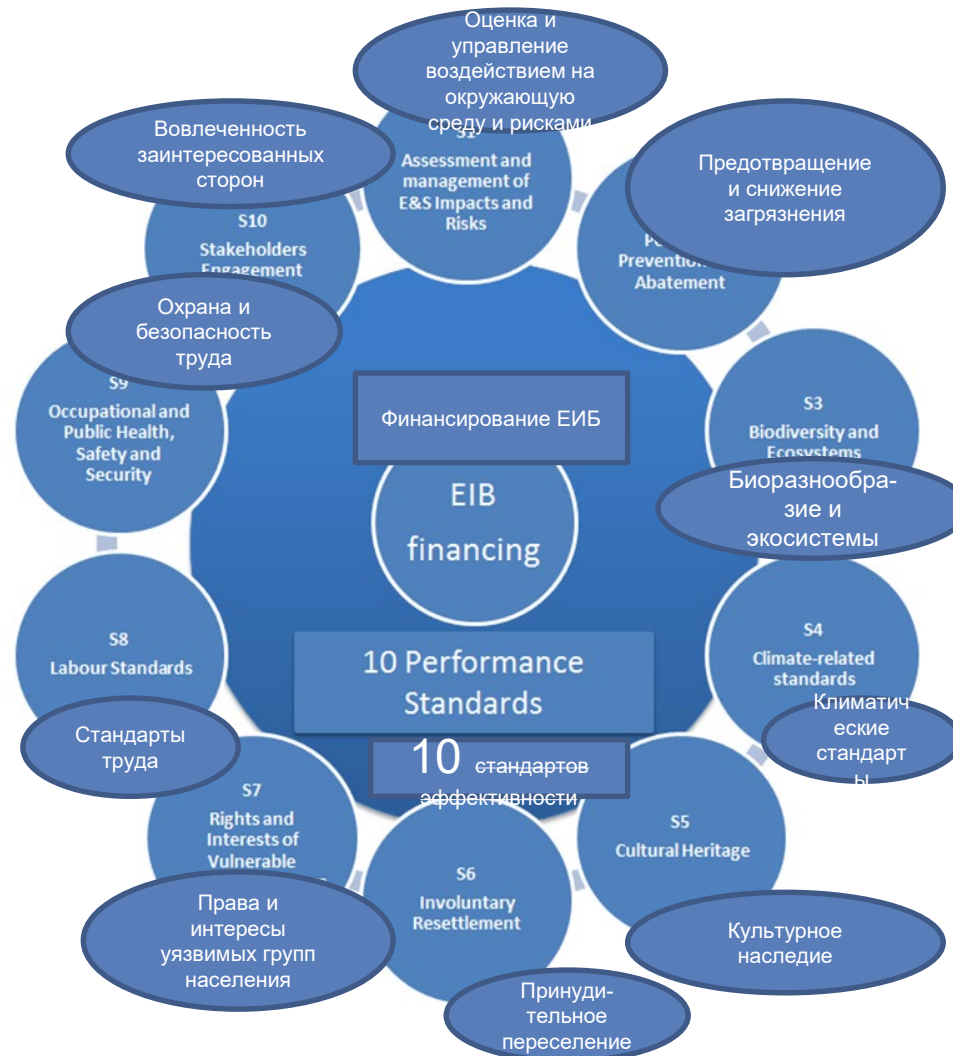 Оценка и
управление
воздействием на
окружающую
среду и рисками
S1
Assessment and
management of
E&S Impacts and
Risks
Предотвращение
и снижение
загрязнения
Prevention
Abatement
S3
Biodiversity and
Ecosystems
Биоразнообра-
зие и
экосистемы
S4
Climate-related
standards
Климатич
еские
стандарт
ы
S5
Cultural Heritage
Культурное
наследие
S6
Involuntary
Resettlement
Принуди-
тельное
переселение
S7
Rights and
Interests of
Vulnerable
Права и
интересы
уязвимых групп
населения
S8
Labour Standards
Стандарты
труда
S9
Occupational and
Public Health,
Safety and
Security
Охрана и
безопасность
труда
S10
Stakeholders
Engagement
Вовлеченность
заинтересованных
сторон
Финансирование ЕИБ
EIB
financing
10 Performance
Standards
10 стандартов
эффективности